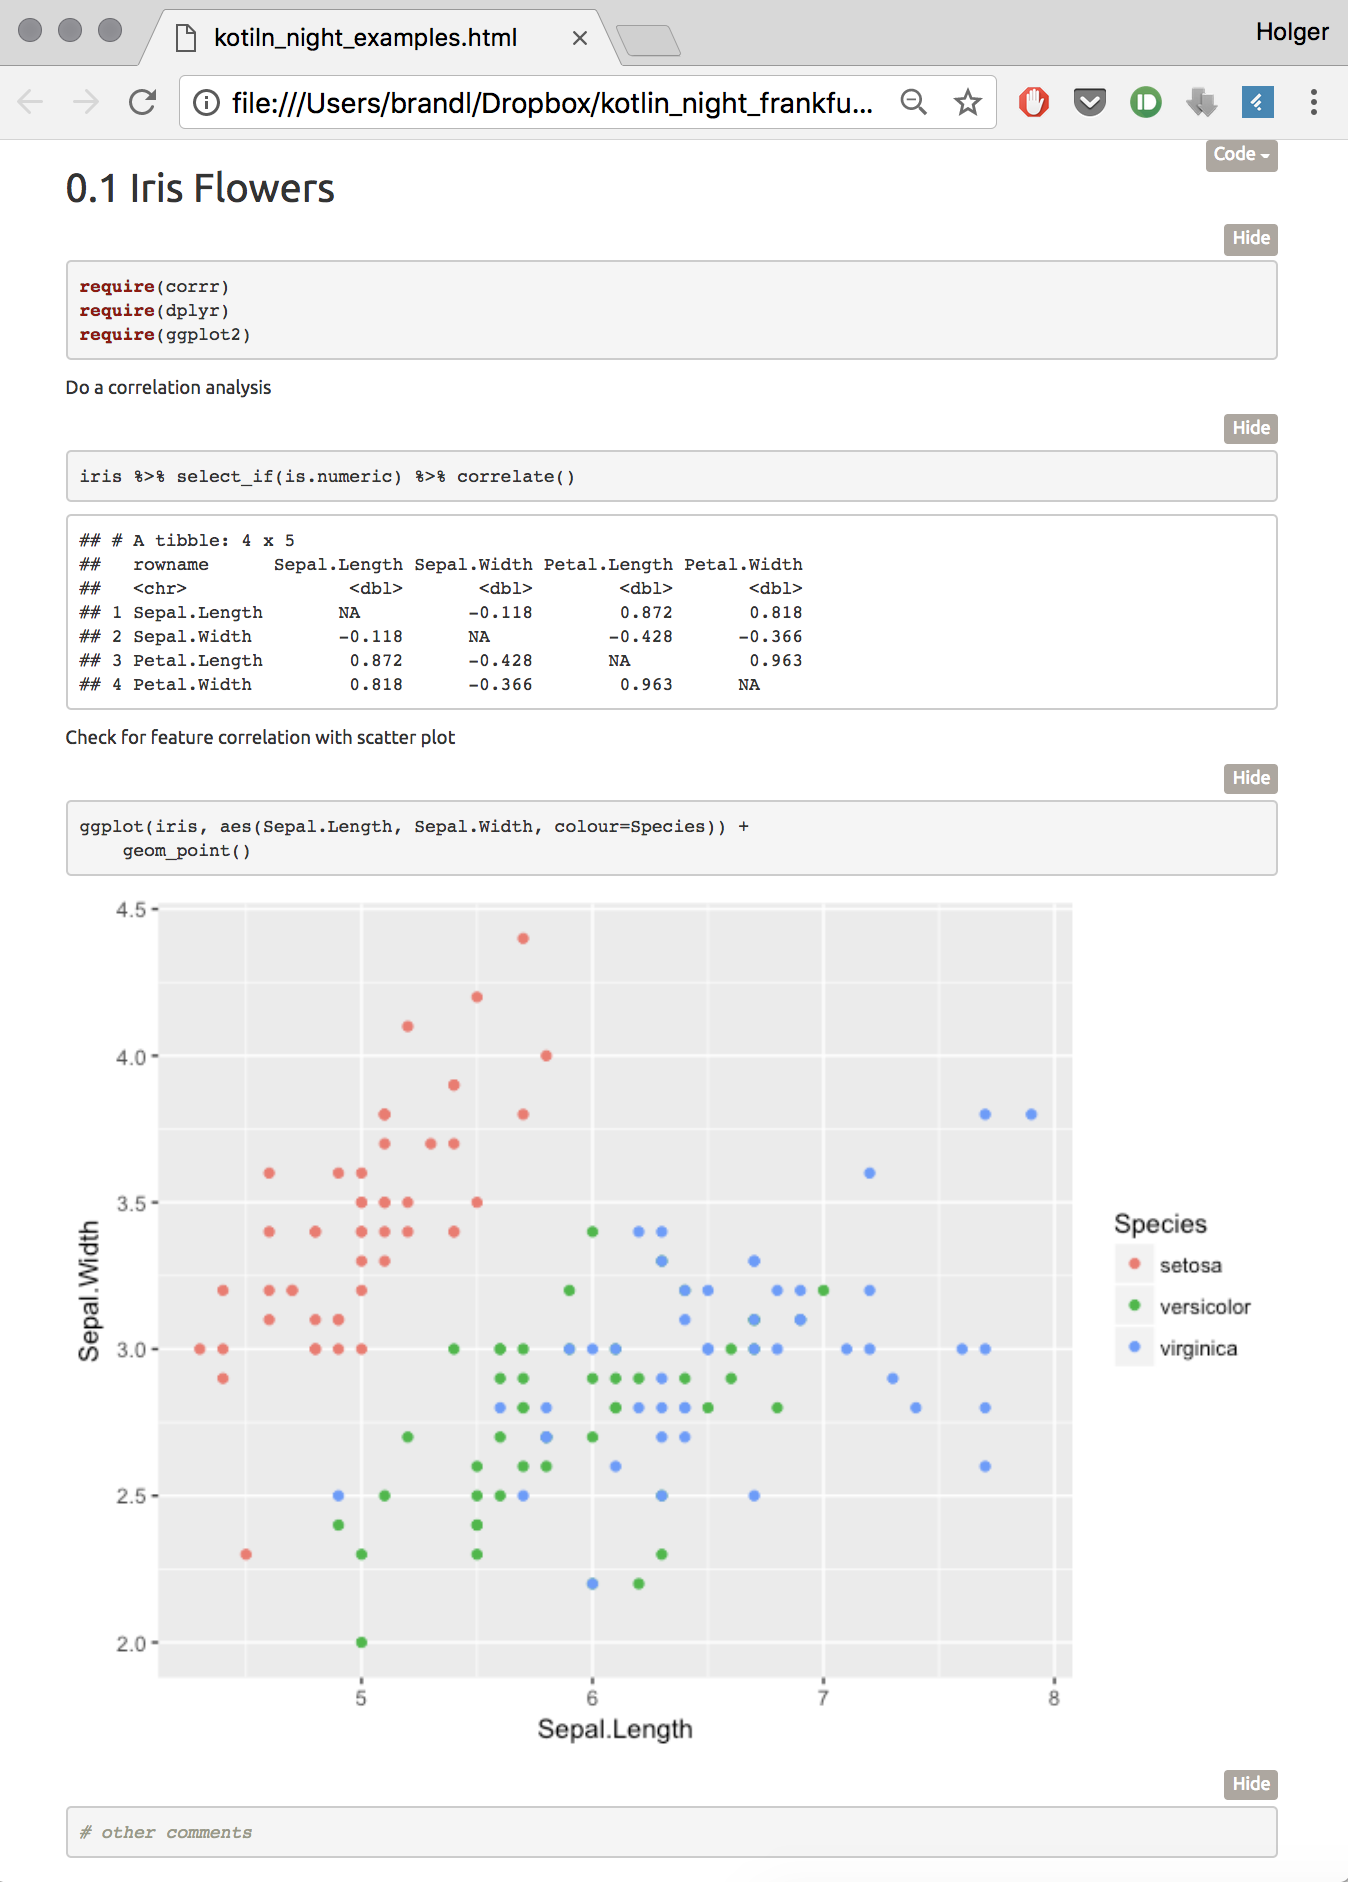 kotiln_night_examples.html
Holger
file:///Users/brandl/Dropbox/kotlin_night_frankfu...
Code
0.1 Iris Flowers
Hide
require(corrr)
require(dplyr)
require(ggplot2)
Do a correlation analysis
Hide
iris %>% select_if(is.numeric) %>% correlate()
## # A tibble: 4 x 5
##   rowname      Sepal.Length Sepal.Width Petal.Length Petal.Width
##   <chr>               <dbl>       <dbl>        <dbl>       <dbl>
## 1 Sepal.Length       NA          -0.118        0.872       0.818
## 2 Sepal.Width        -0.118      NA           -0.428      -0.366
## 3 Petal.Length        0.872      -0.428       NA           0.963
## 4 Petal.Width         0.818      -0.366        0.963      NA
Check for feature correlation with scatter plot
Hide
ggplot(iris, aes(Sepal.Length, Sepal.Width, colour=Species)) +
    geom_point()
4.5
4.0
3.5
3.0
2.5
2.0
Sepal.Width
5 6 7 8
Sepal.Length
Species
setosa
versicolor
virginica
Hide
# other comments